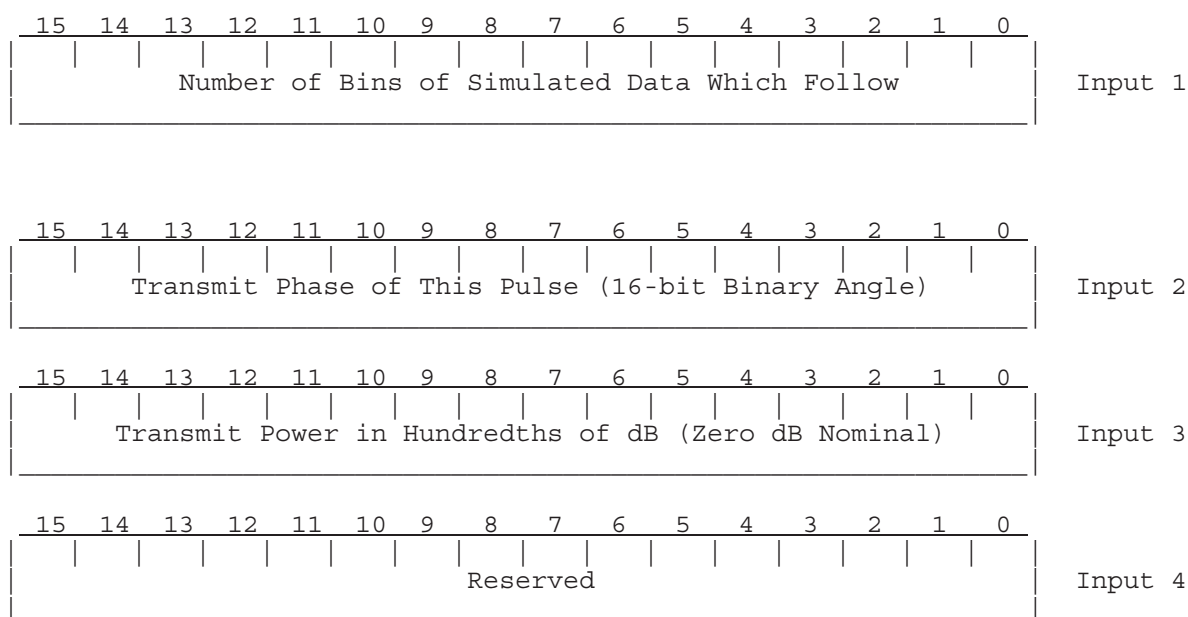 15 14 13 12 11 10 9 8 7 6 5 4 3 2 1 0
Number of Bins of Simulated Data Which Follow Input 1
15 14 13 12 11 10 9 8 7 6 5 4 3 2 1 0
Transmit Phase of This Pulse (16-bit Binary Angle) Input 2
15 14 13 12 11 10 9 8 7 6 5 4 3 2 1 0
Transmit Power in Hundredths of dB (Zero dB Nominal) Input 3
15 14 13 12 11 10 9 8 7 6 5 4 3 2 1 0
Reserved Input 4